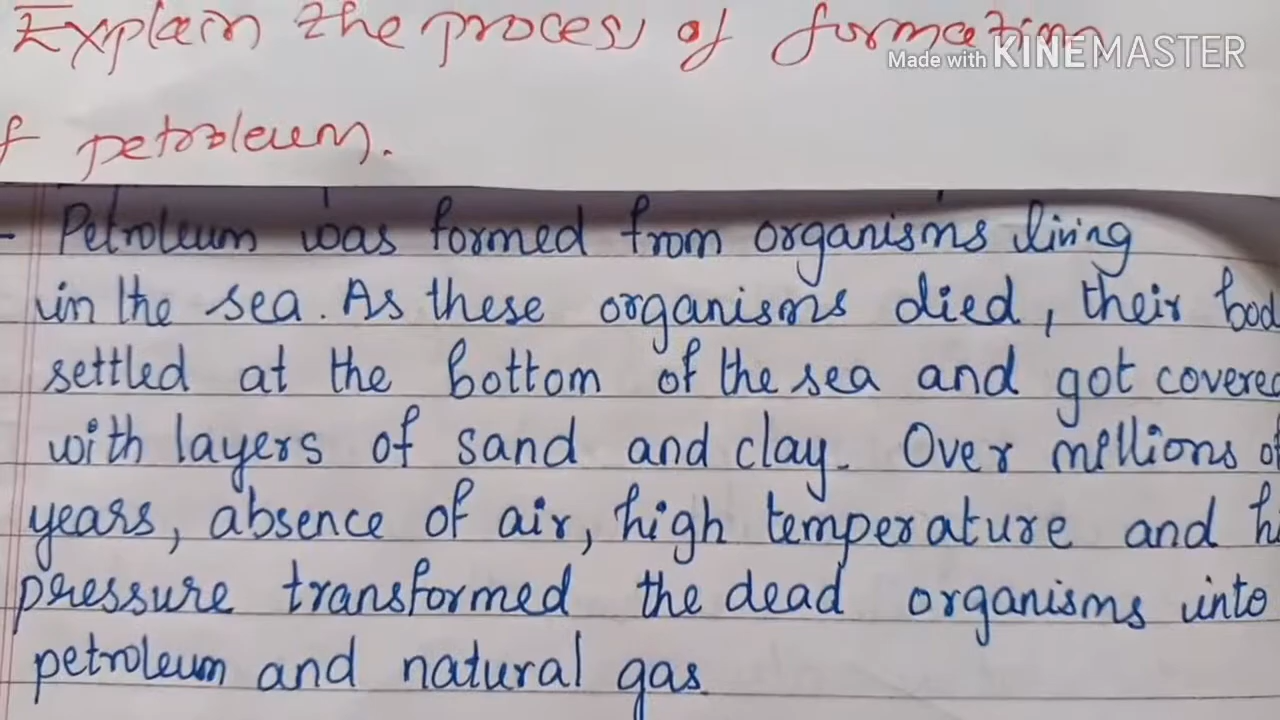 Explain the process of formation
Made with KINEMASTER
f petroleum.
- Petroleum was formed from organisms living
in the sea. As these organisms died, their bod
settled at the bottom of the sea and got covered
with layers of sand and clay. Over millions of
years, absence of air, high temperature and hi
pressure transformed the dead organisms into
petroleum and natural gas